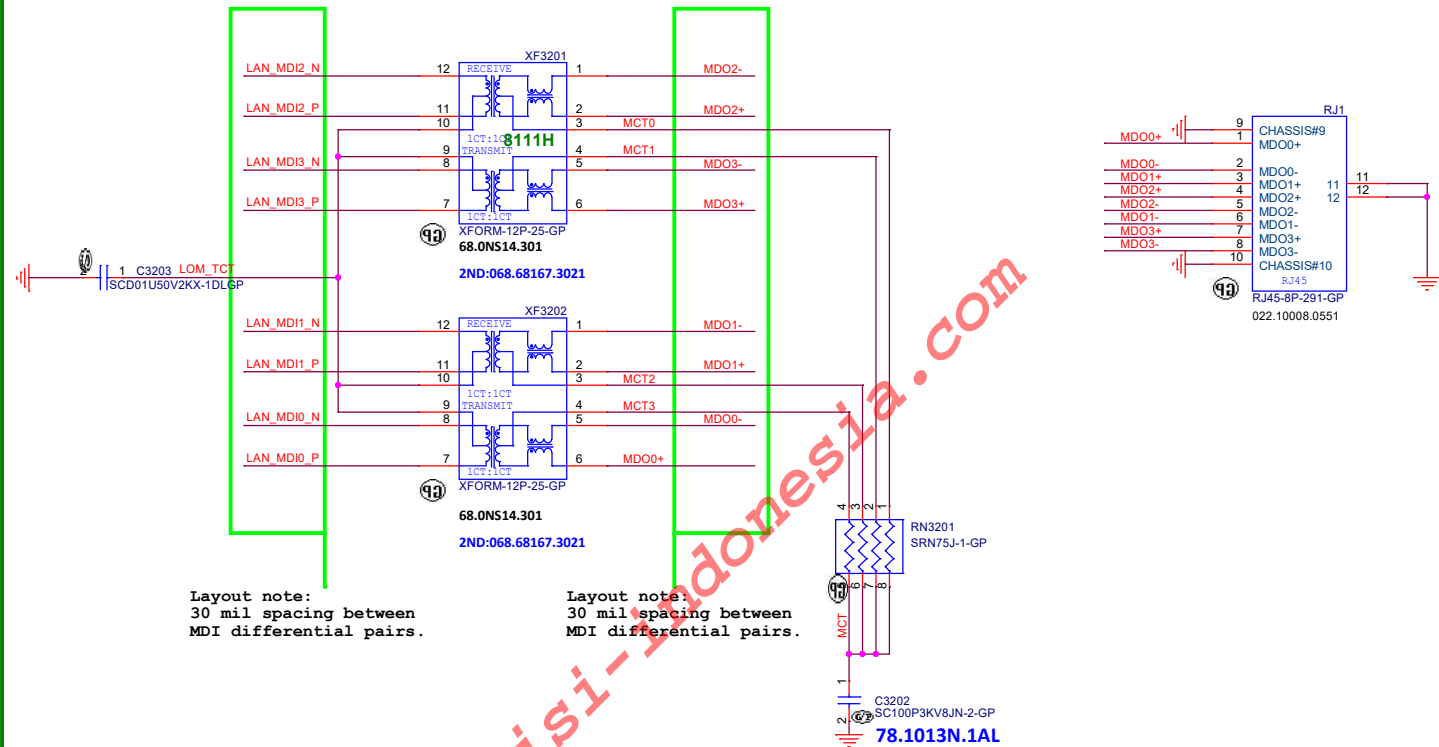 XF3201
LAN_MDI2_N 12 RECEIVE 1 MDO2-
LAN_MDI2_P 11 2 MDO2+
10 3 MCT0
1CT:1CT
8111H
9 TRANSMIT 4 MCT1
LAN_MDI3_N 8 5 MDO3-
LAN_MDI3_P 7 6 MDO3+
1CT:1CT
XFORM-12P-25-GP
68.0NS14.301
2ND:068.68167.3021
2 1 C3203 LOM_TCT
SCD01U50V2KX-1DLGP
XF3202
LAN_MDI1_N 12 RECEIVE 1 MDO1-
LAN_MDI1_P 11 2 MDO1+
10 3 MCT2
1CT:1CT
9 TRANSMIT 4 MCT3
LAN_MDI0_N 8 5 MDO0-
LAN_MDI0_P 7 6 MDO0+
1CT:1CT
XFORM-12P-25-GP
68.0NS14.301
2ND:068.68167.3021
Layout note:
30 mil spacing between
MDI differential pairs.
Layout note:
30 mil spacing between
MDI differential pairs.
4 3 2 1
RN3201
SRN75J-1-GP
6 7 8
MCT
1
C3202
SC100P3KV8JN-2-GP
2
78.1013N.1AL
RJ1
9 CHASSIS#9
MDO0+ 1 MDO0+
MDO0- 2 MDO0-
MDO1+ 3 MDO1+ 11 11
MDO2+ 4 MDO2+ 12 12
MDO2- 5 MDO2-
MDO1- 6 MDO1-
MDO3+ 7 MDO3+
MDO3- 8 MDO3-
10 CHASSIS#10
RJ45
RJ45-8P-291-GP
022.10008.0551
isi-indonesia.com